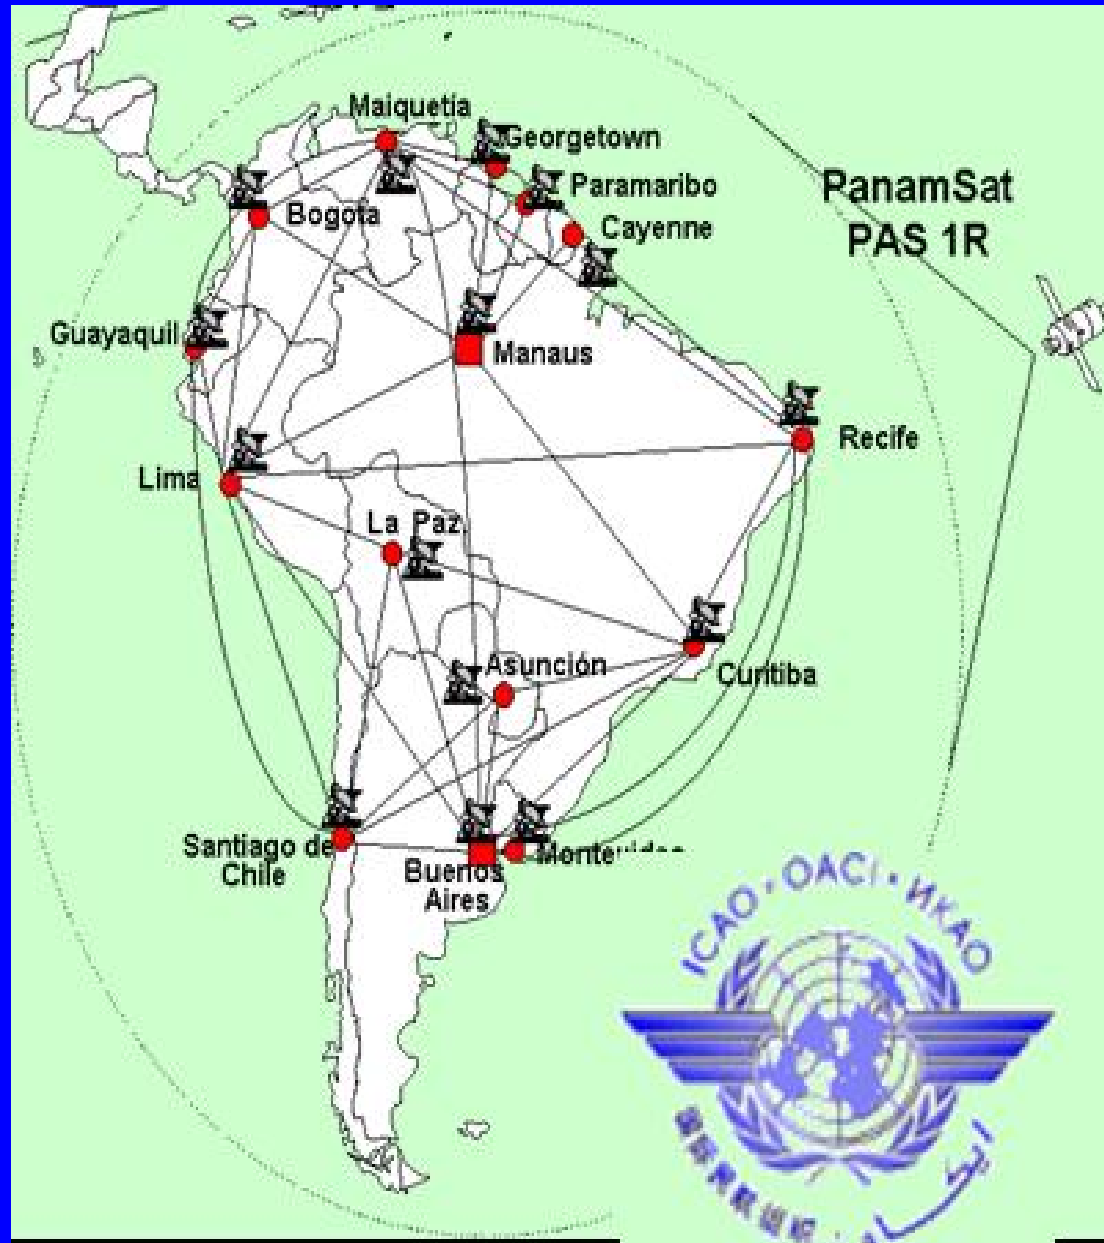 Maiquetia
Georgetown
Paramaribo
Bogota
Cayenne
PanamSat
PAS 1R
Guayaquil
Manaus
Recife
Lima
La Paz
Asunción
Curitiba
Santiago de
Chile
Buenos
Aires
ICAO · OACI · ИКАО